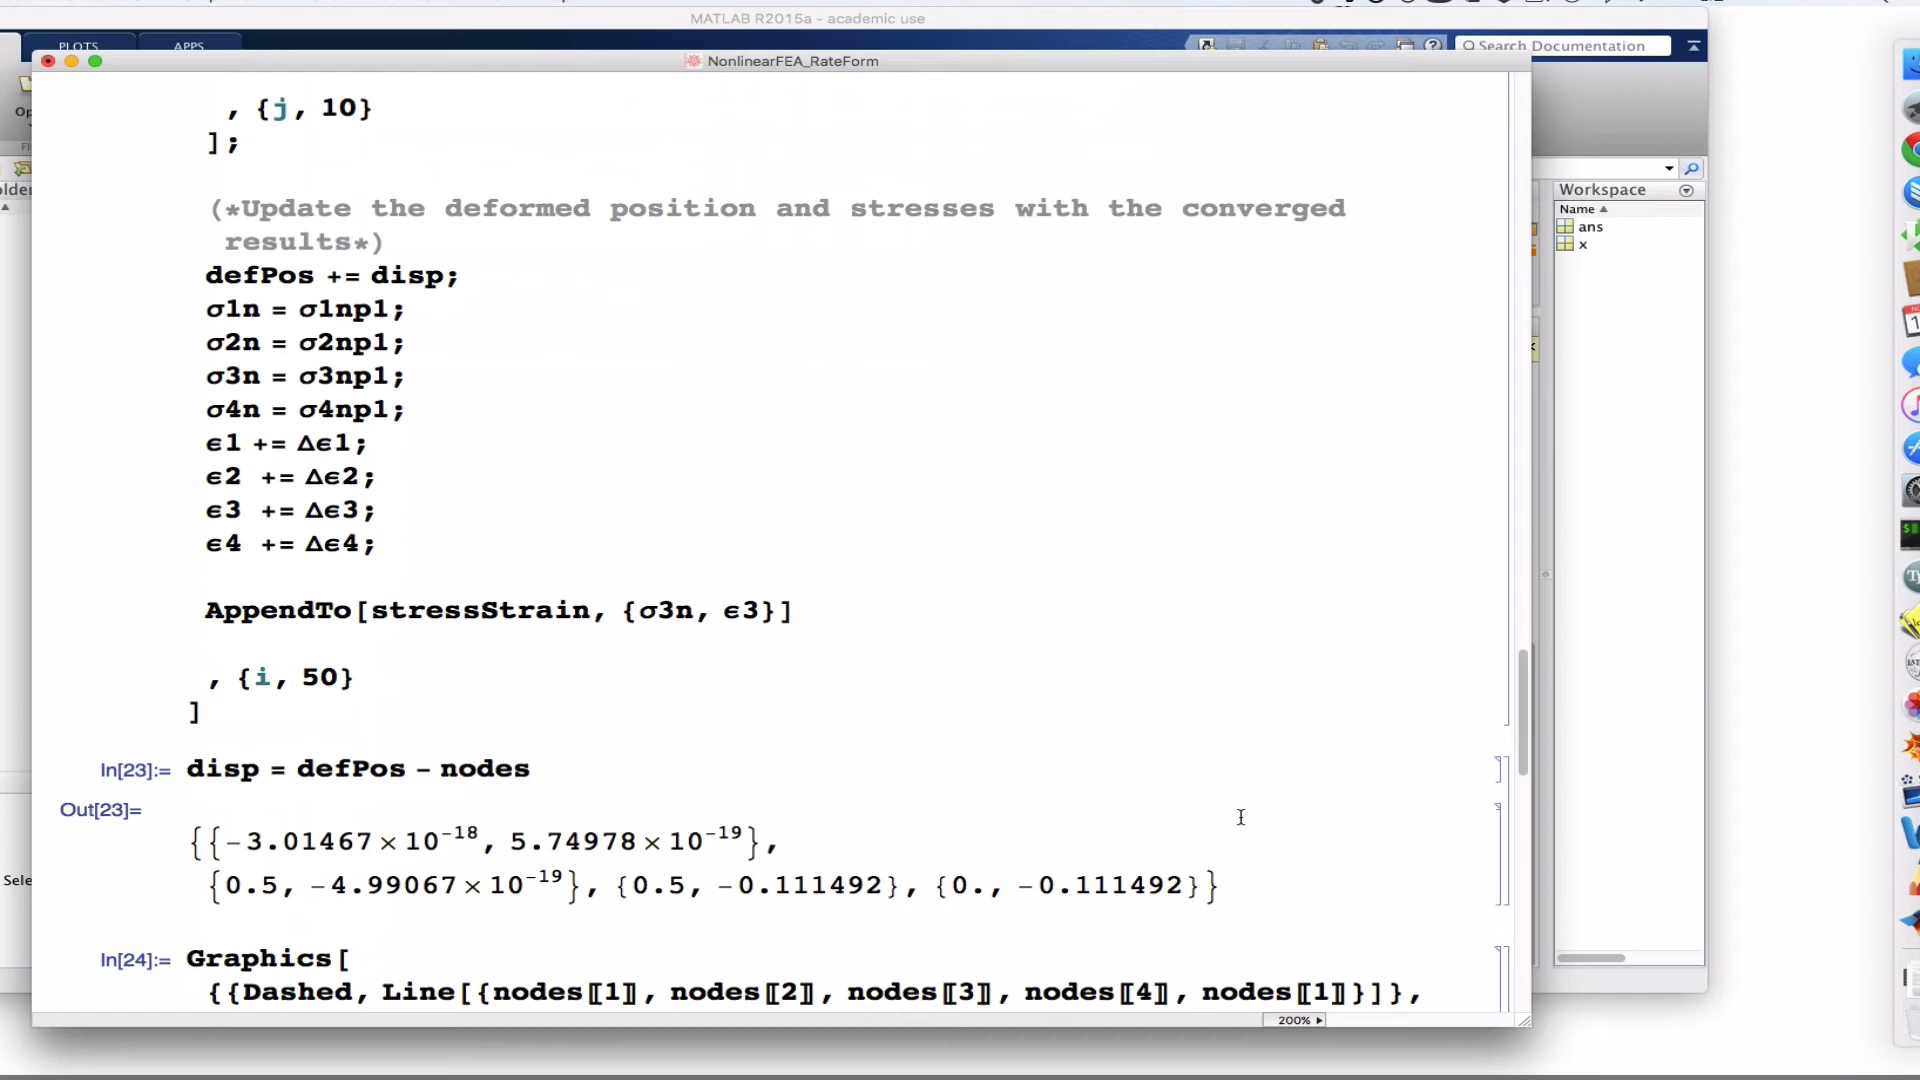 MATLAB R2015a - academic use
PLOTS
APPS
Search Documentation
NonlinearFEA_RateForm
, {j, 10}
];
(*Update the deformed position and stresses with the converged
results*)
defPos += disp;
σ1n = σ1np1;
σ2n = σ2np1;
σ3n = σ3np1;
σ4n = σ4np1;
ϵ1 += Δϵ1;
ϵ2 += Δϵ2;
ϵ3 += Δϵ3;
ϵ4 += Δϵ4;
AppendTo[stressStrain, {σ3n, ϵ3}]
, {i, 50}
]
In[23]:= disp = defPos - nodes
Out[23]=
{{-3.01467×10^-18, 5.74978×10^-19},
{0.5, -4.99067×10^-19}, {0.5, -0.111492}, {0., -0.111492}}
In[24]:= Graphics[
{{Dashed, Line[{nodes〚1〛, nodes〚2〛, nodes〚3〛, nodes〚4〛, nodes〚1〛}]},
200%
Workspace
Name
ans
x